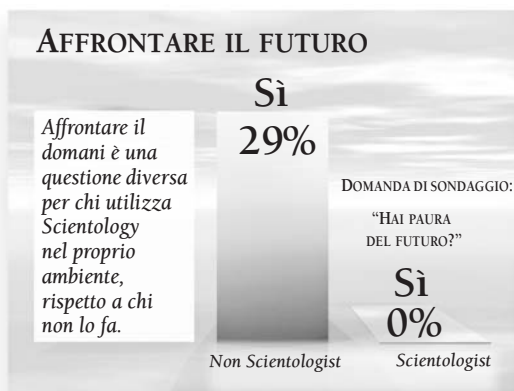 AFFRONTARE IL FUTURO
Affrontare il
domani è una
questione diversa
per chi utilizza
Scientology
nel proprio
ambiente,
rispetto a chi
non lo fa.
Sì
29%
Non Scientologist
DOMANDA DI SONDAGGIO:
“HAI PAURA
DEL FUTURO?”
Sì
0%
Scientologist